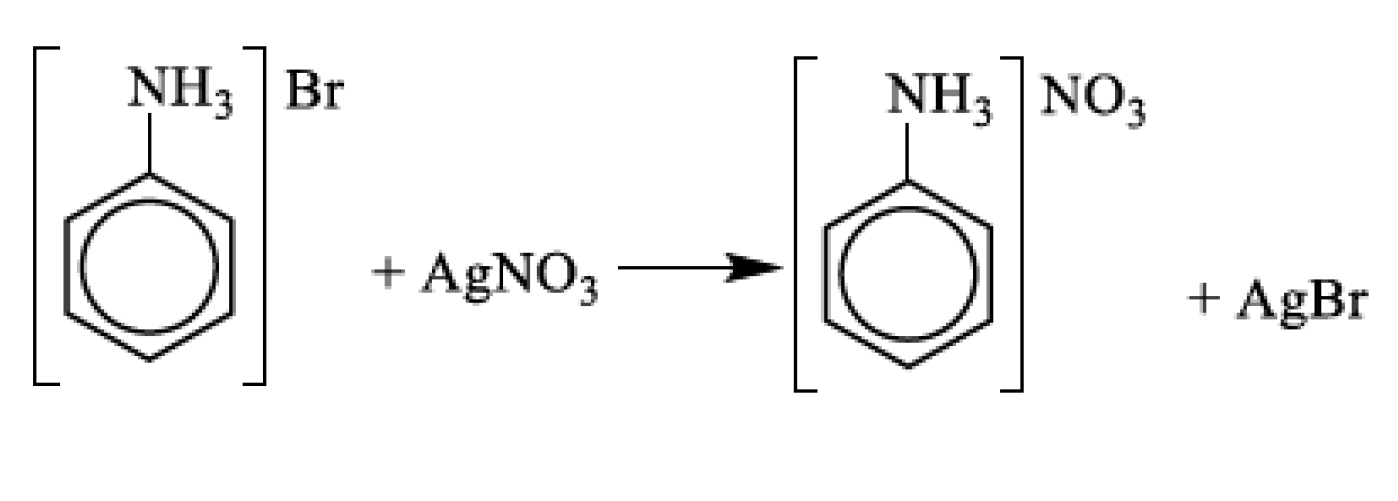 NH₃ Br
NH₃ NO₃
+ AgNO₃
+ AgBr